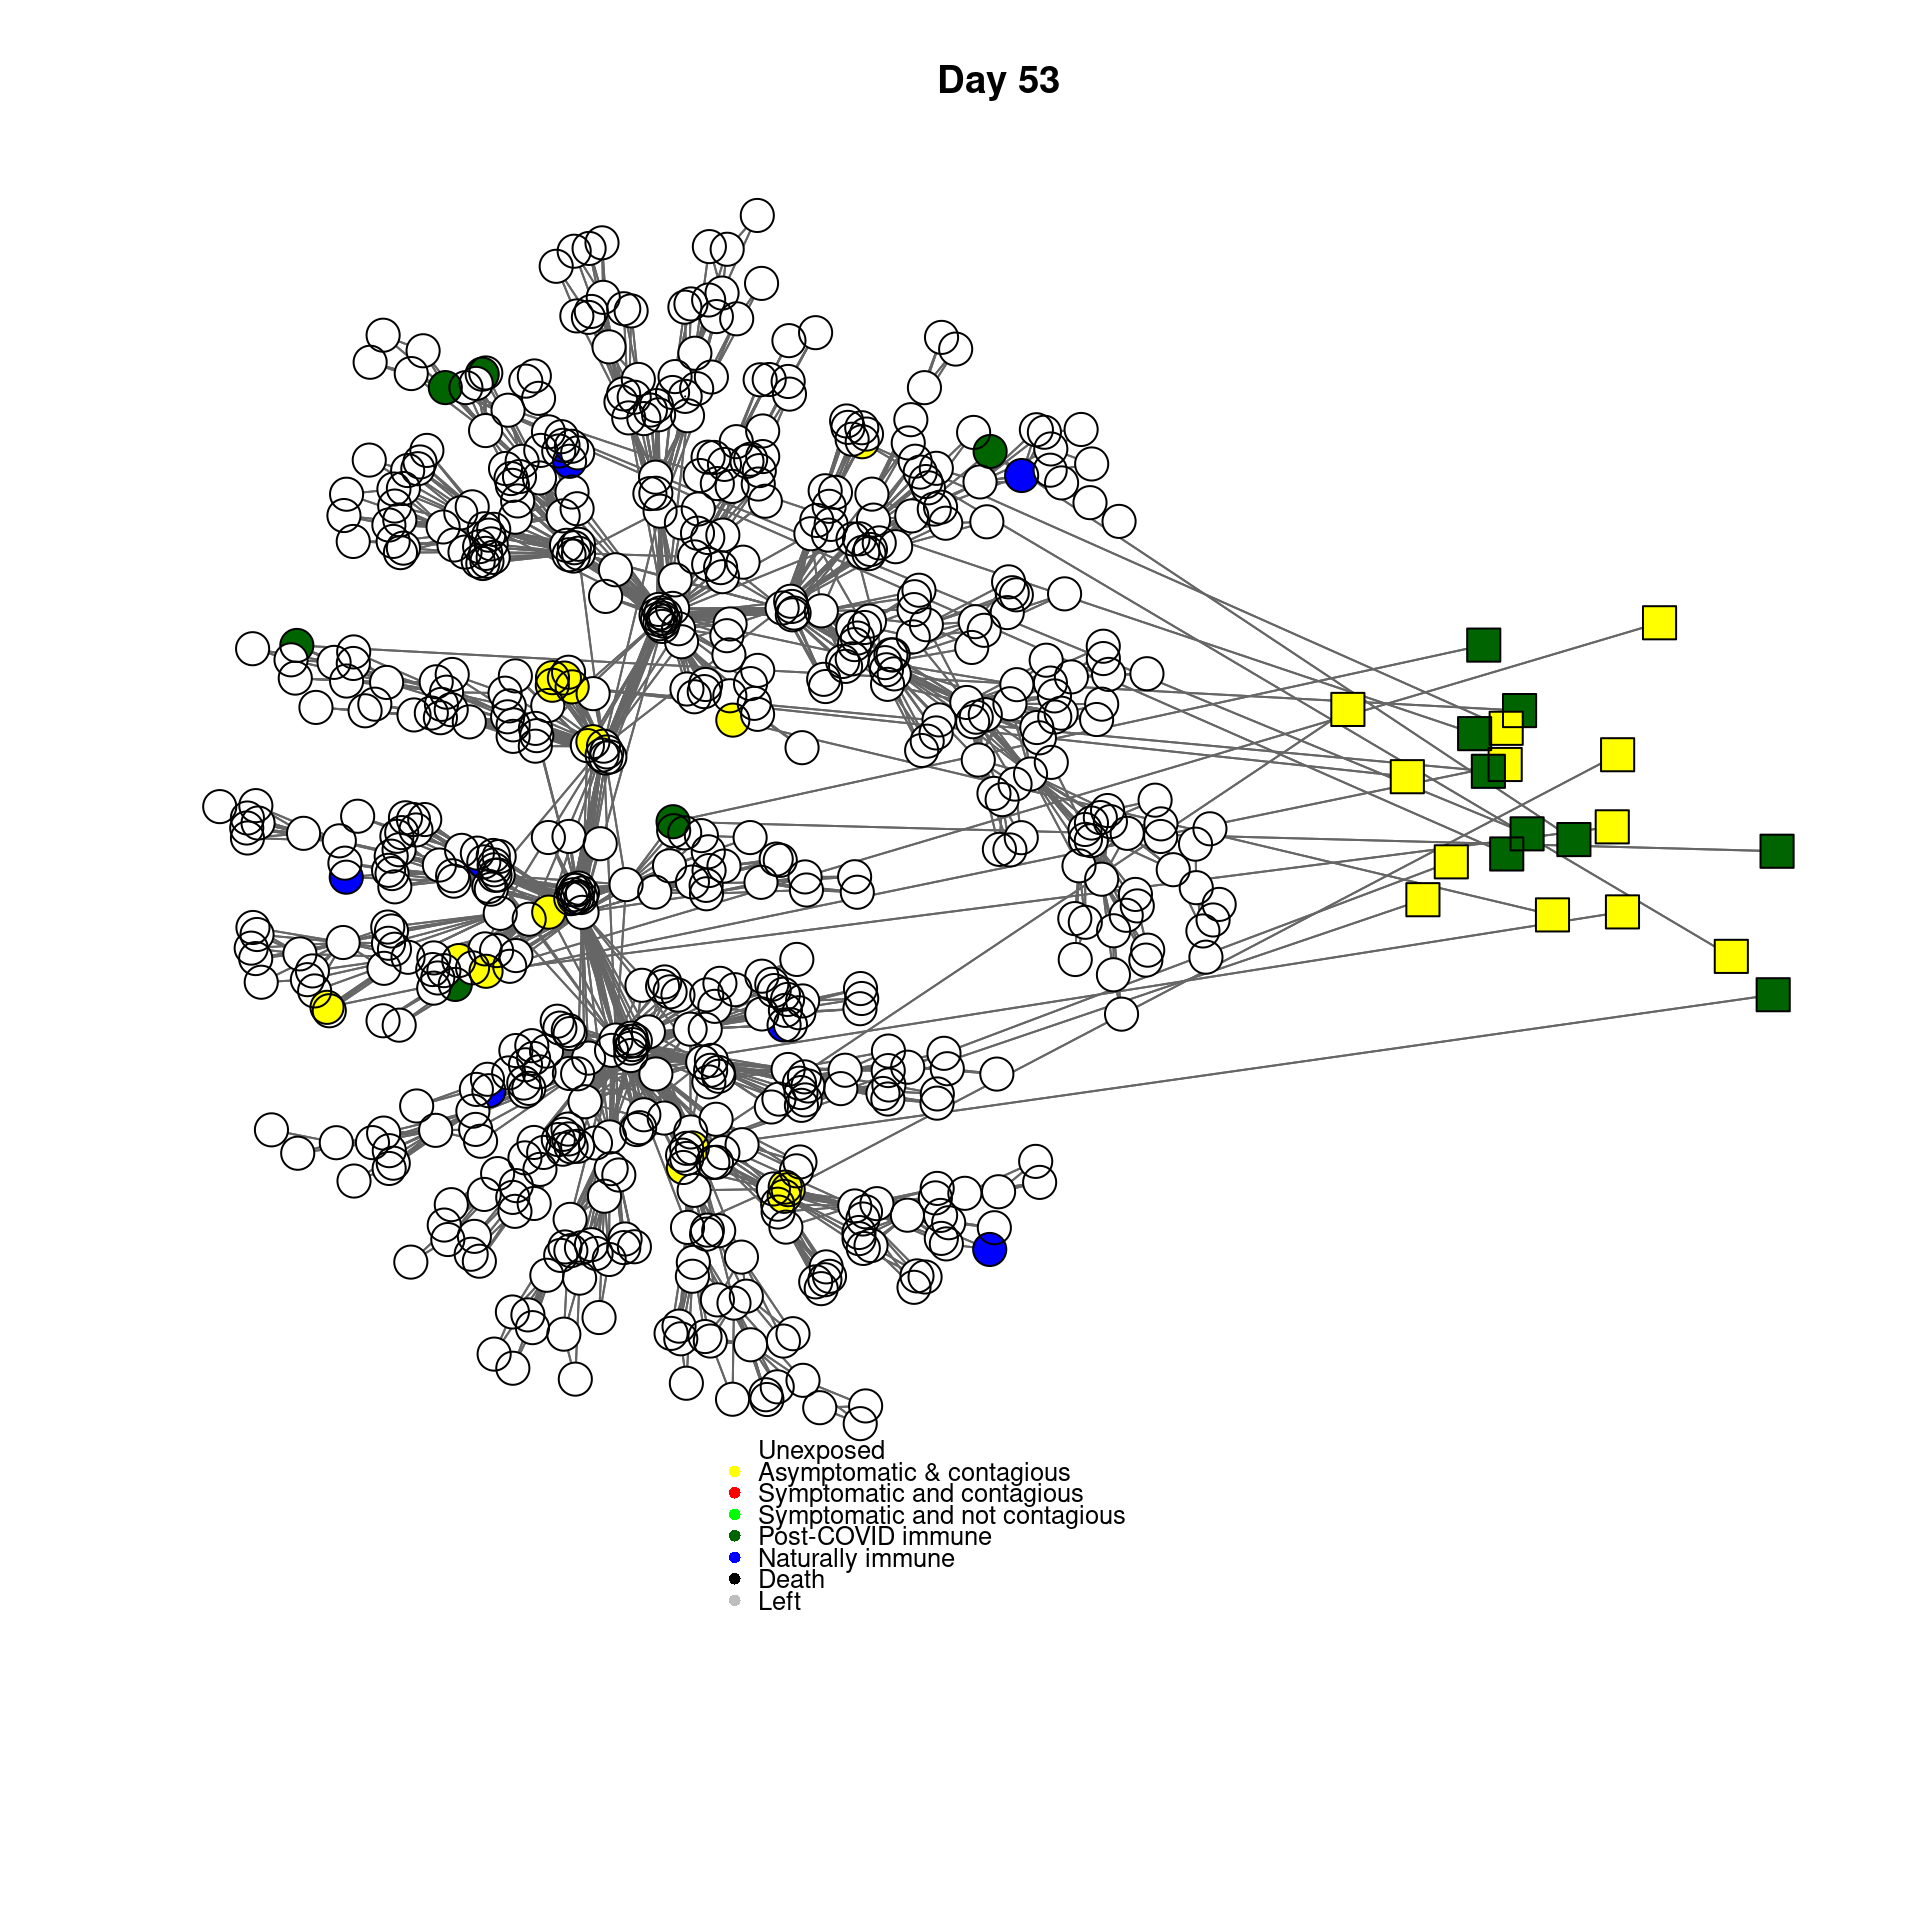 Day 53
Unexposed
Asymptomatic & contagious
Symptomatic and contagious
Symptomatic and not contagious
Post-COVID immune
Naturally immune
Death
Left